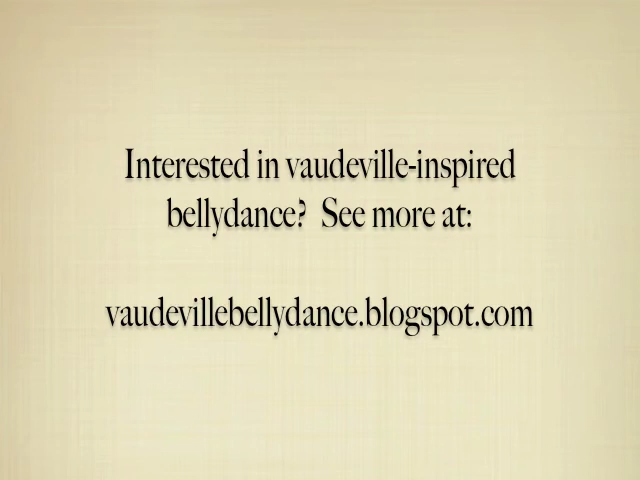 Interested in vaudeville-inspired
bellydance?  See more at:
vaudevillebellydance.blogspot.com